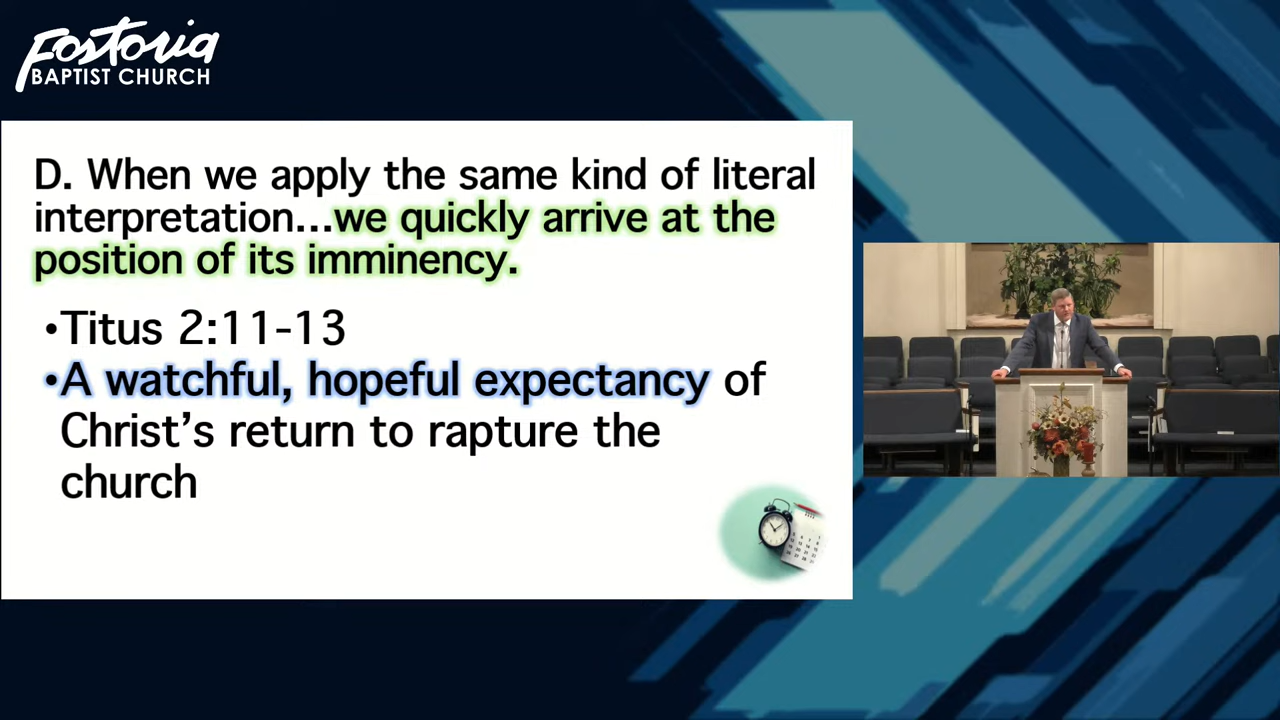 Fostoria
BAPTIST CHURCH
D. When we apply the same kind of literal
interpretation...we quickly arrive at the
position of its imminency.
•Titus 2:11-13
•A watchful, hopeful expectancy of
Christ’s return to rapture the
church